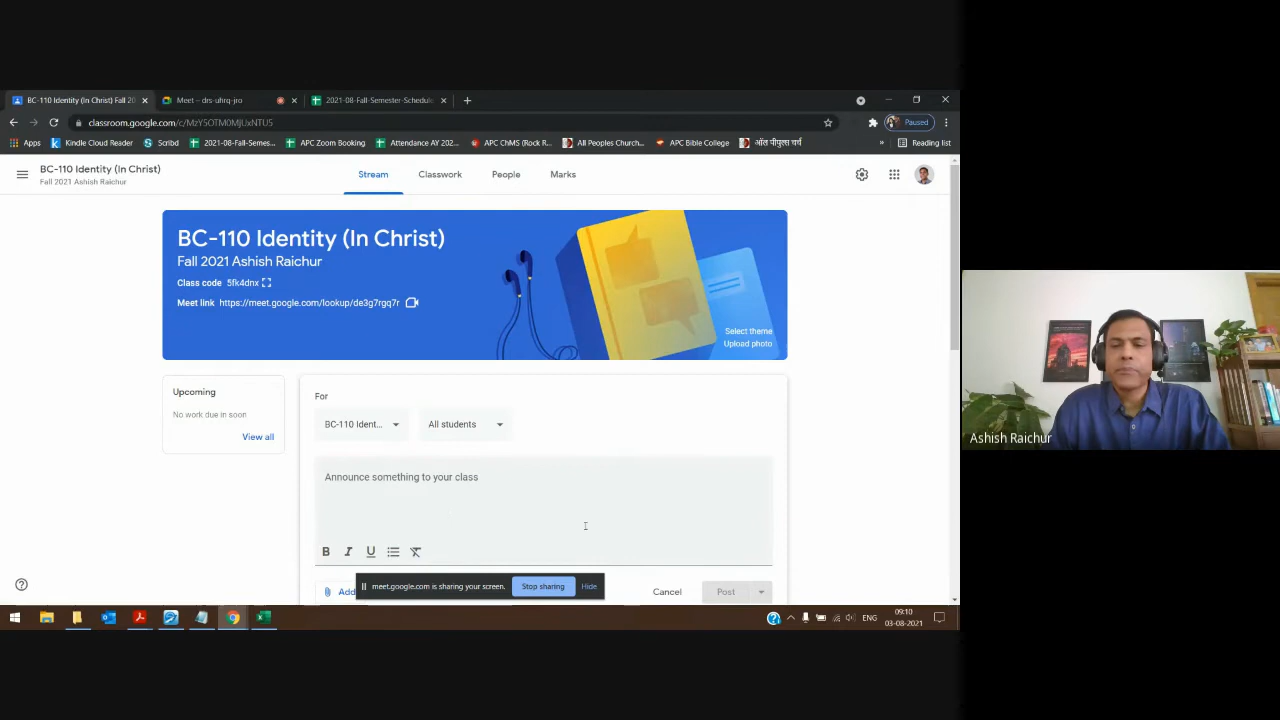 BC-110 Identity (In Christ) Fall 20
Meet – drs-uhrq-jro
2021-08-Fall-Semester-Schedule
classroom.google.com/c/MzY5OTM0MjUxNTU5
Paused
Apps
Kindle Cloud Reader
Scribd
2021-08-Fall-Semes...
APC Zoom Booking
Attendance AY 202...
APC ChMS (Rock R...
All Peoples Church...
APC Bible College
ऑल पीपुल्स चर्च
»
Reading list
BC-110 Identity (In Christ)
Fall 2021 Ashish Raichur
Stream
Classwork
People
Marks
BC-110 Identity (In Christ)
Fall 2021 Ashish Raichur
Class code 5fk4dnx
Meet link https://meet.google.com/lookup/de3g7rgq7r
Select theme
Upload photo
Upcoming
No work due in soon
View all
For
BC-110 Ident...
All students
Announce something to your class
B I U
Add
meet.google.com is sharing your screen.
Stop sharing
Hide
Cancel
Post
ENG
09:10
03-08-2021
Ashish Raichur